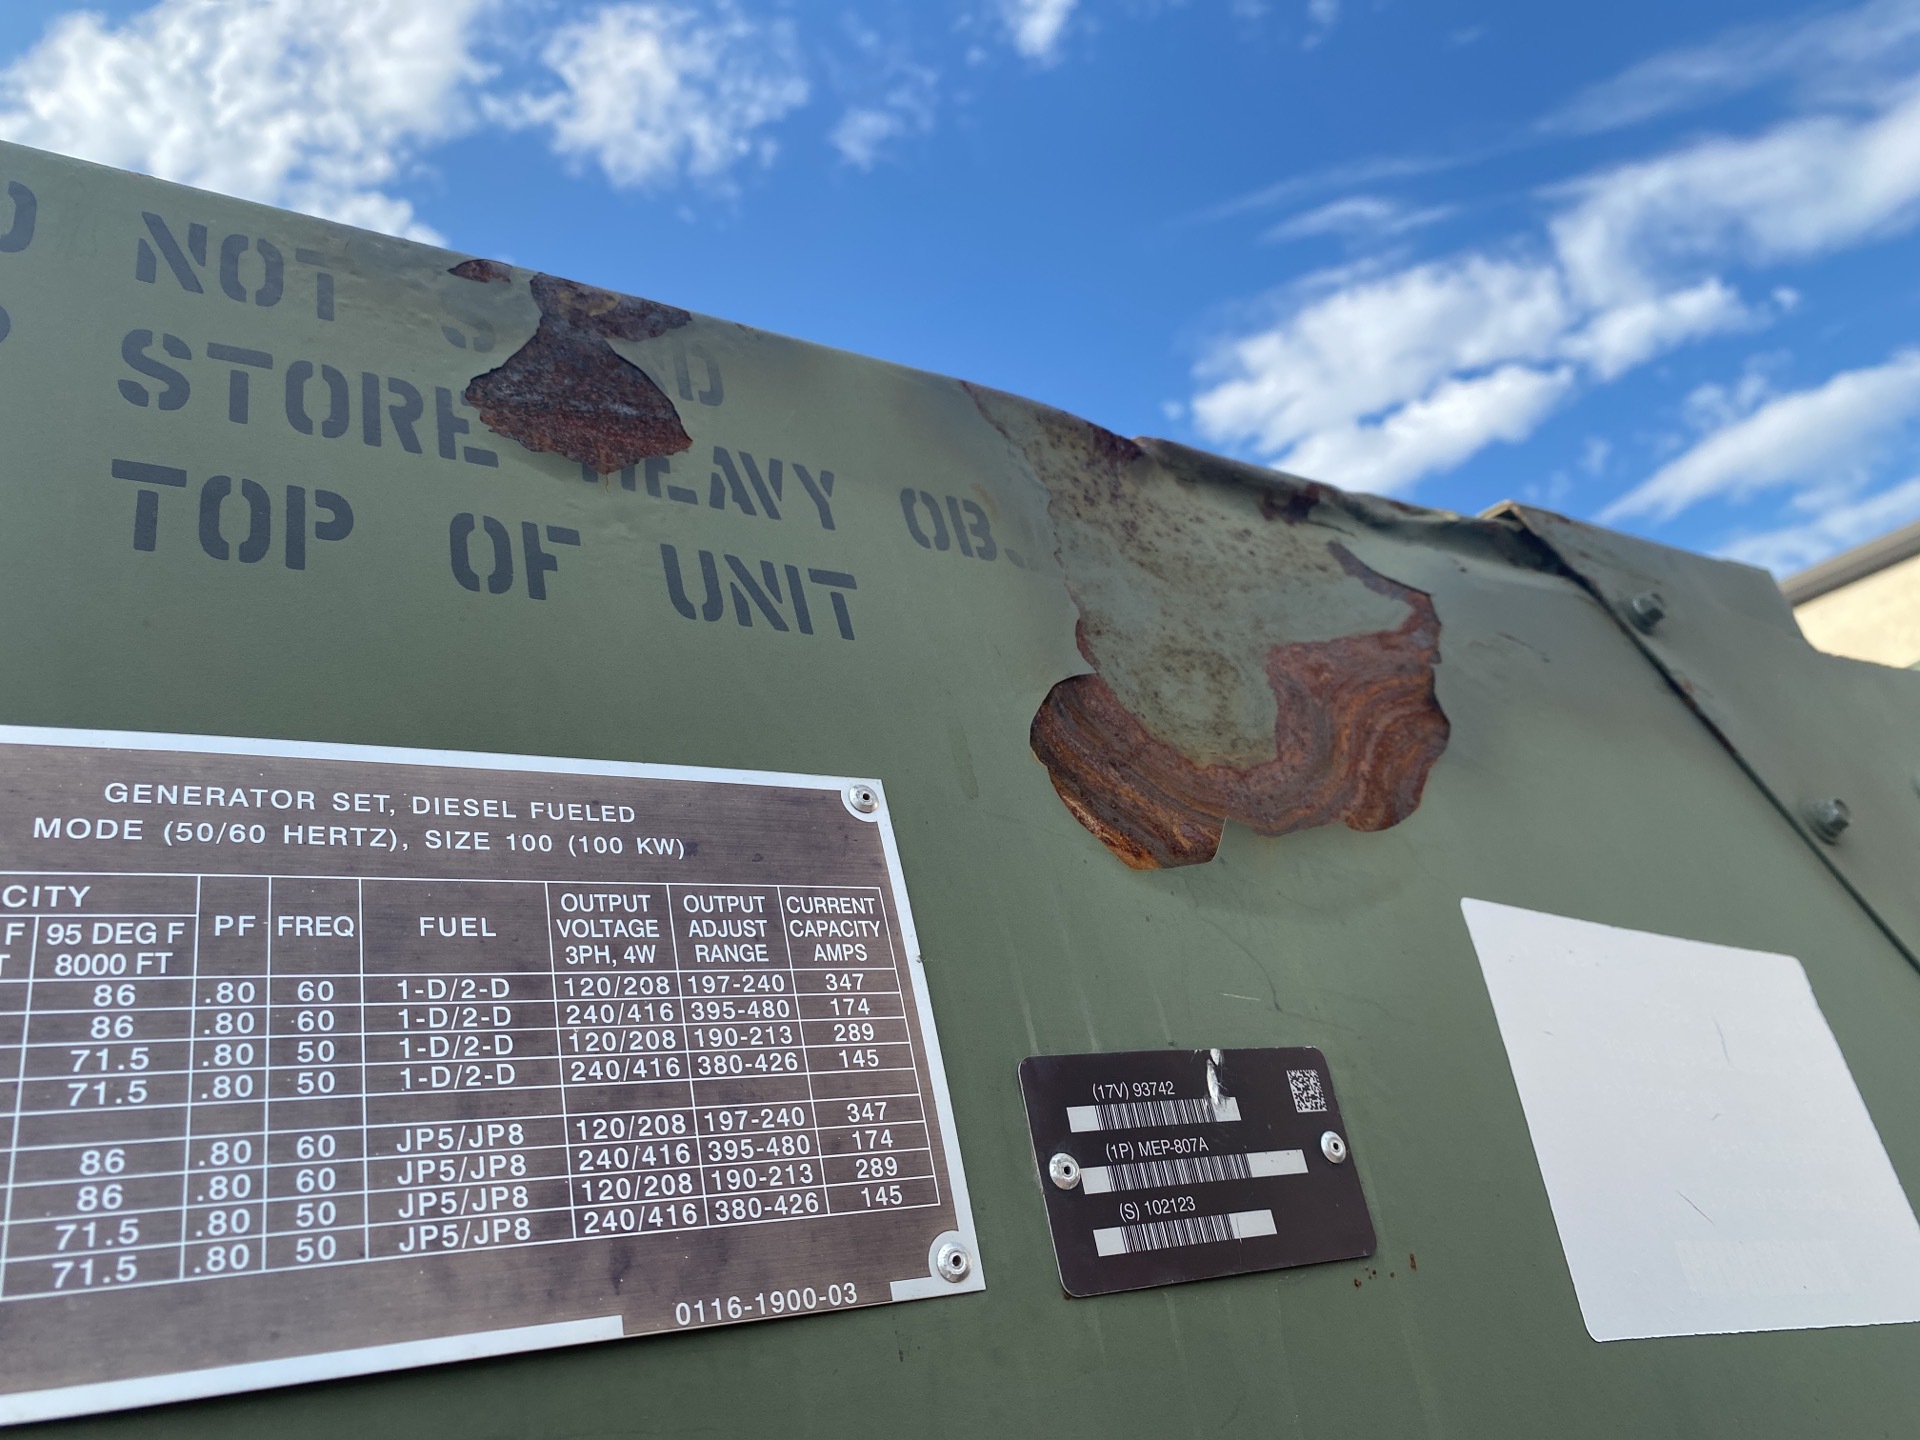 NOT
STORE HEAVY
TOP OF UNIT
GENERATOR SET, DIESEL FUELED
MODE (50/60 HERTZ), SIZE 100 (100 KW)
95 DEG F PF FREQ FUEL OUTPUT VOLTAGE 3PH, 4W OUTPUT ADJUST RANGE CURRENT CAPACITY AMPS
8000 FT
86 .80 60 1-D/2-D 120/208 197-240 347
86 .80 60 1-D/2-D 240/416 395-480 174
71.5 .80 50 1-D/2-D 120/208 190-213 289
71.5 .80 50 1-D/2-D 240/416 380-426 145
86 .80 60 JP5/JP8 120/208 197-240 347
86 .80 60 JP5/JP8 240/416 395-480 174
71.5 .80 50 JP5/JP8 120/208 190-213 289
71.5 .80 50 JP5/JP8 240/416 380-426 145
0116-1900-03
(17V) 93742
(1P) MEP-807A
(S) 102123